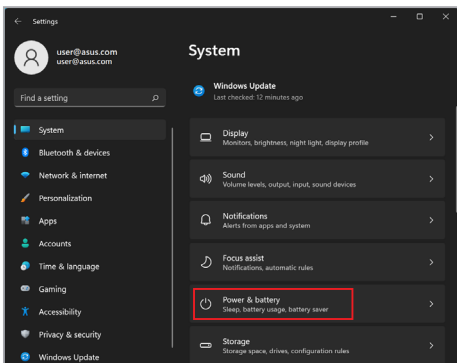 Settings
user@asus.com
user@asus.com
Find a setting
System
Bluetooth & devices
Network & internet
Personalization
Apps
Accounts
Time & language
Gaming
Accessibility
Privacy & security
Windows Update
System
Windows Update
Last checked: 12 minutes ago
Display
Monitors, brightness, night light, display profile
Sound
Volume levels, output, input, sound devices
Notifications
Alerts from apps and system
Focus assist
Notifications, automatic rules
Power & battery
Sleep, battery usage, battery saver
Storage
Storage space, drives, configuration rules